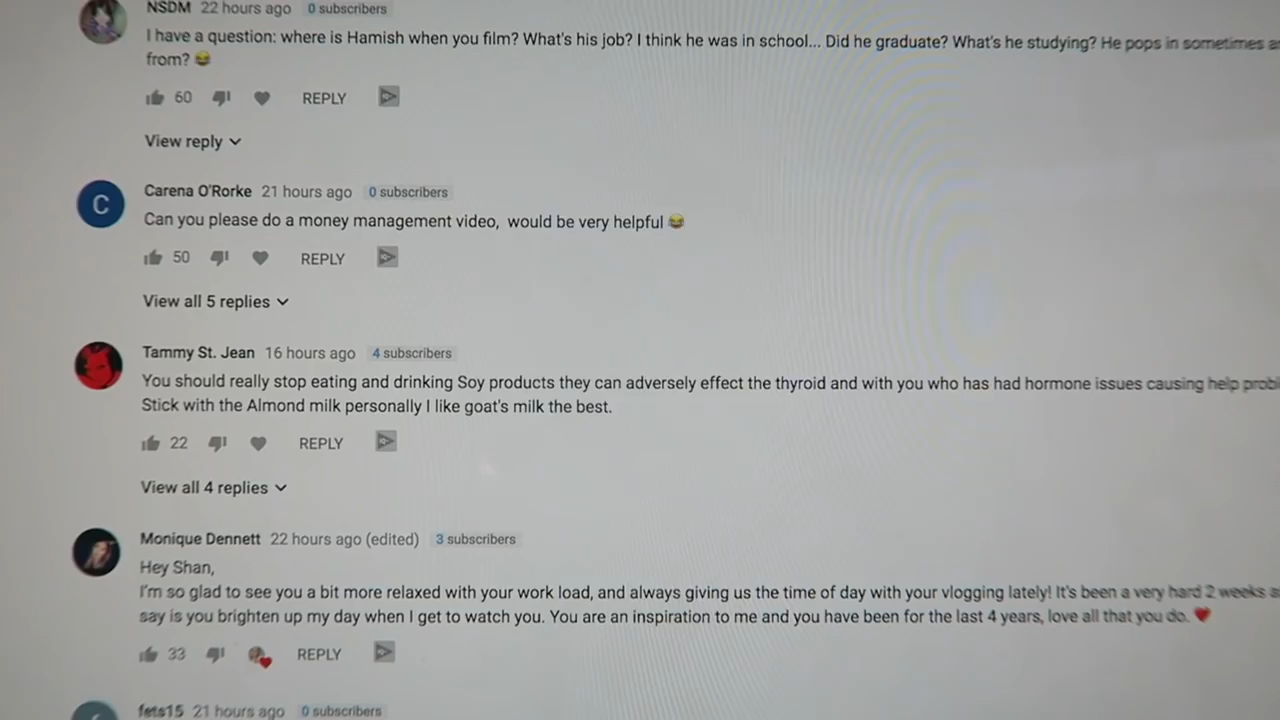 NSDM 22 hours ago 0 subscribers
I have a question: where is Hamish when you film? What's his job? I think he was in school... Did he graduate? What's he studying? He pops in sometimes
from? 😂
60 REPLY
View reply
C
Carena O'Rorke 21 hours ago 0 subscribers
Can you please do a money management video, would be very helpful 😂
50 REPLY
View all 5 replies
Tammy St. Jean 16 hours ago 4 subscribers
You should really stop eating and drinking Soy products they can adversely effect the thyroid and with you who has had hormone issues causing help
Stick with the Almond milk personally I like goat's milk the best.
22 REPLY
View all 4 replies
Monique Dennett 22 hours ago (edited) 3 subscribers
Hey Shan,
I'm so glad to see you a bit more relaxed with your work load, and always giving us the time of day with your vlogging lately! It's been a very hard 2 weeks
say is you brighten up my day when I get to watch you. You are an inspiration to me and you have been for the last 4 years, love all that you do. ❤️
33 REPLY
fets15 21 hours ago 0 subscribers